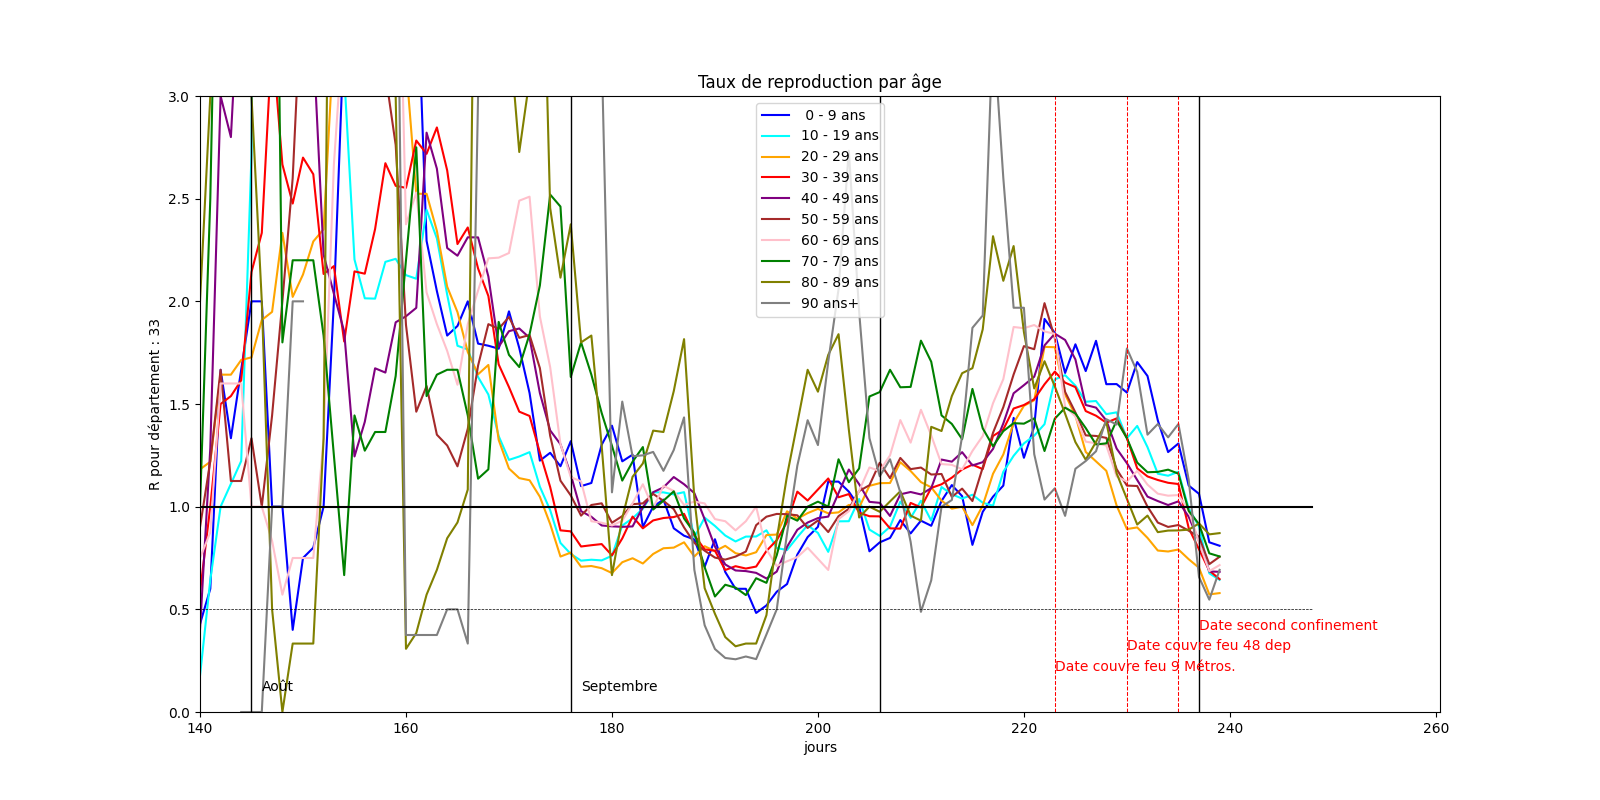 Taux de reproduction par âge
R pour département : 33
3.0
2.5
2.0
1.5
1.0
0.5
0.0
0 - 9 ans
10 - 19 ans
20 - 29 ans
30 - 39 ans
40 - 49 ans
50 - 59 ans
60 - 69 ans
70 - 79 ans
80 - 89 ans
90 ans+
Date second confinement
Date couvre feu 48 dep
Date couvre feu 9 Métros.
Août
Septembre
140 160 180 200 220 240 260
jours